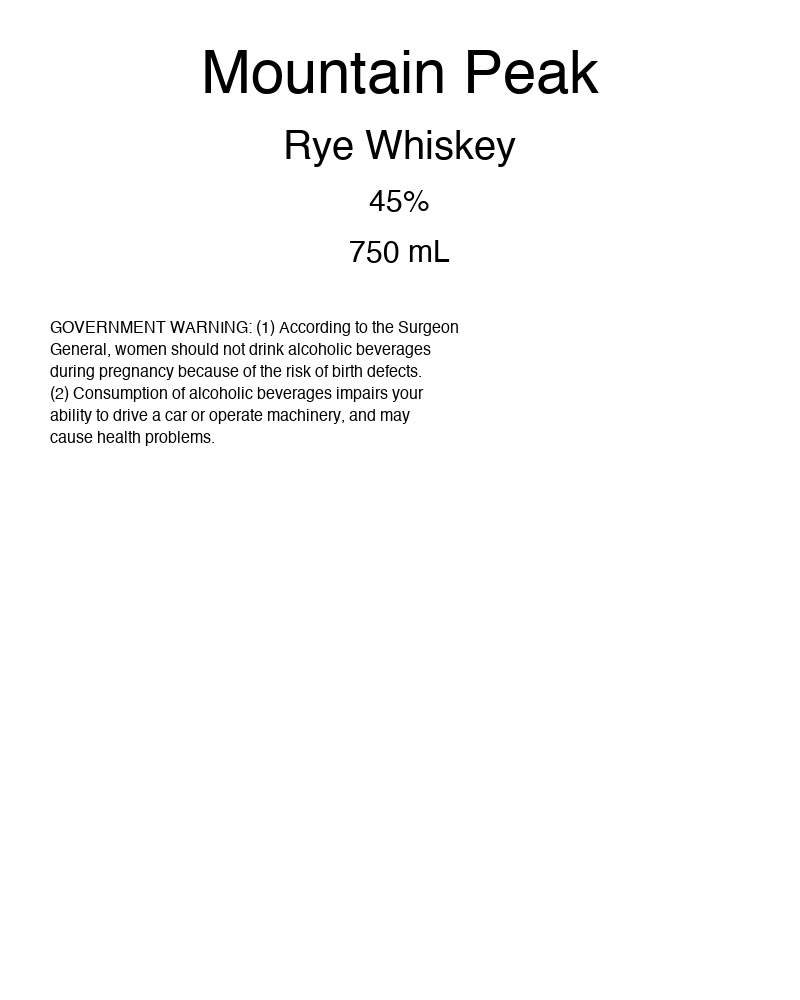 Mountain Peak
Rye Whiskey
45%
750 mL
GOVERNMENT WARNING: (1) According to the Surgeon
General, women should not drink alcoholic beverages
during pregnancy because of the risk of birth defects.
(2) Consumption of alcoholic beverages impairs your
ability to drive a car or operate machinery, and may
cause health problems.